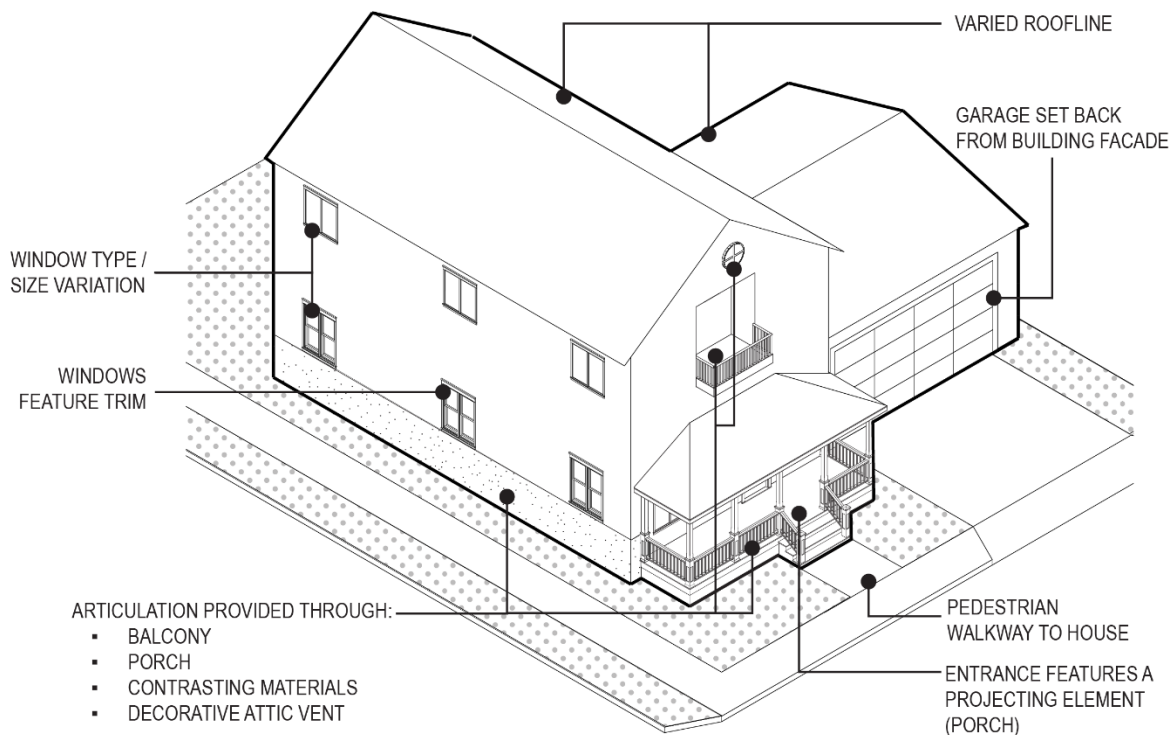 VARIED ROOFLINE
GARAGE SET BACK
FROM BUILDING FACADE
WINDOW TYPE /
SIZE VARIATION
WINDOWS
FEATURE TRIM
ARTICULATION PROVIDED THROUGH:
▪ BALCONY
▪ PORCH
▪ CONTRASTING MATERIALS
▪ DECORATIVE ATTIC VENT
PEDESTRIAN
WALKWAY TO HOUSE
ENTRANCE FEATURES A
PROJECTING ELEMENT
(PORCH)